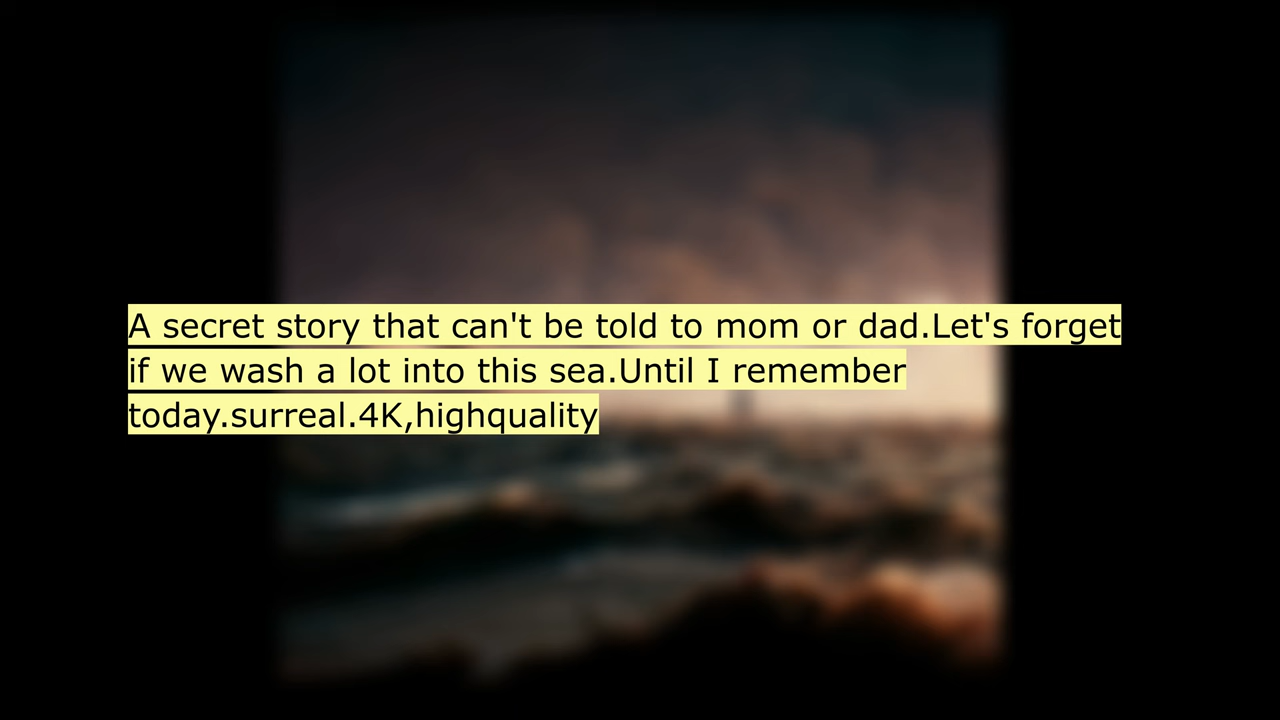 A secret story that can't be told to mom or dad.Let's forget
if we wash a lot into this sea.Until I remember
today.surreal.4K,highquality